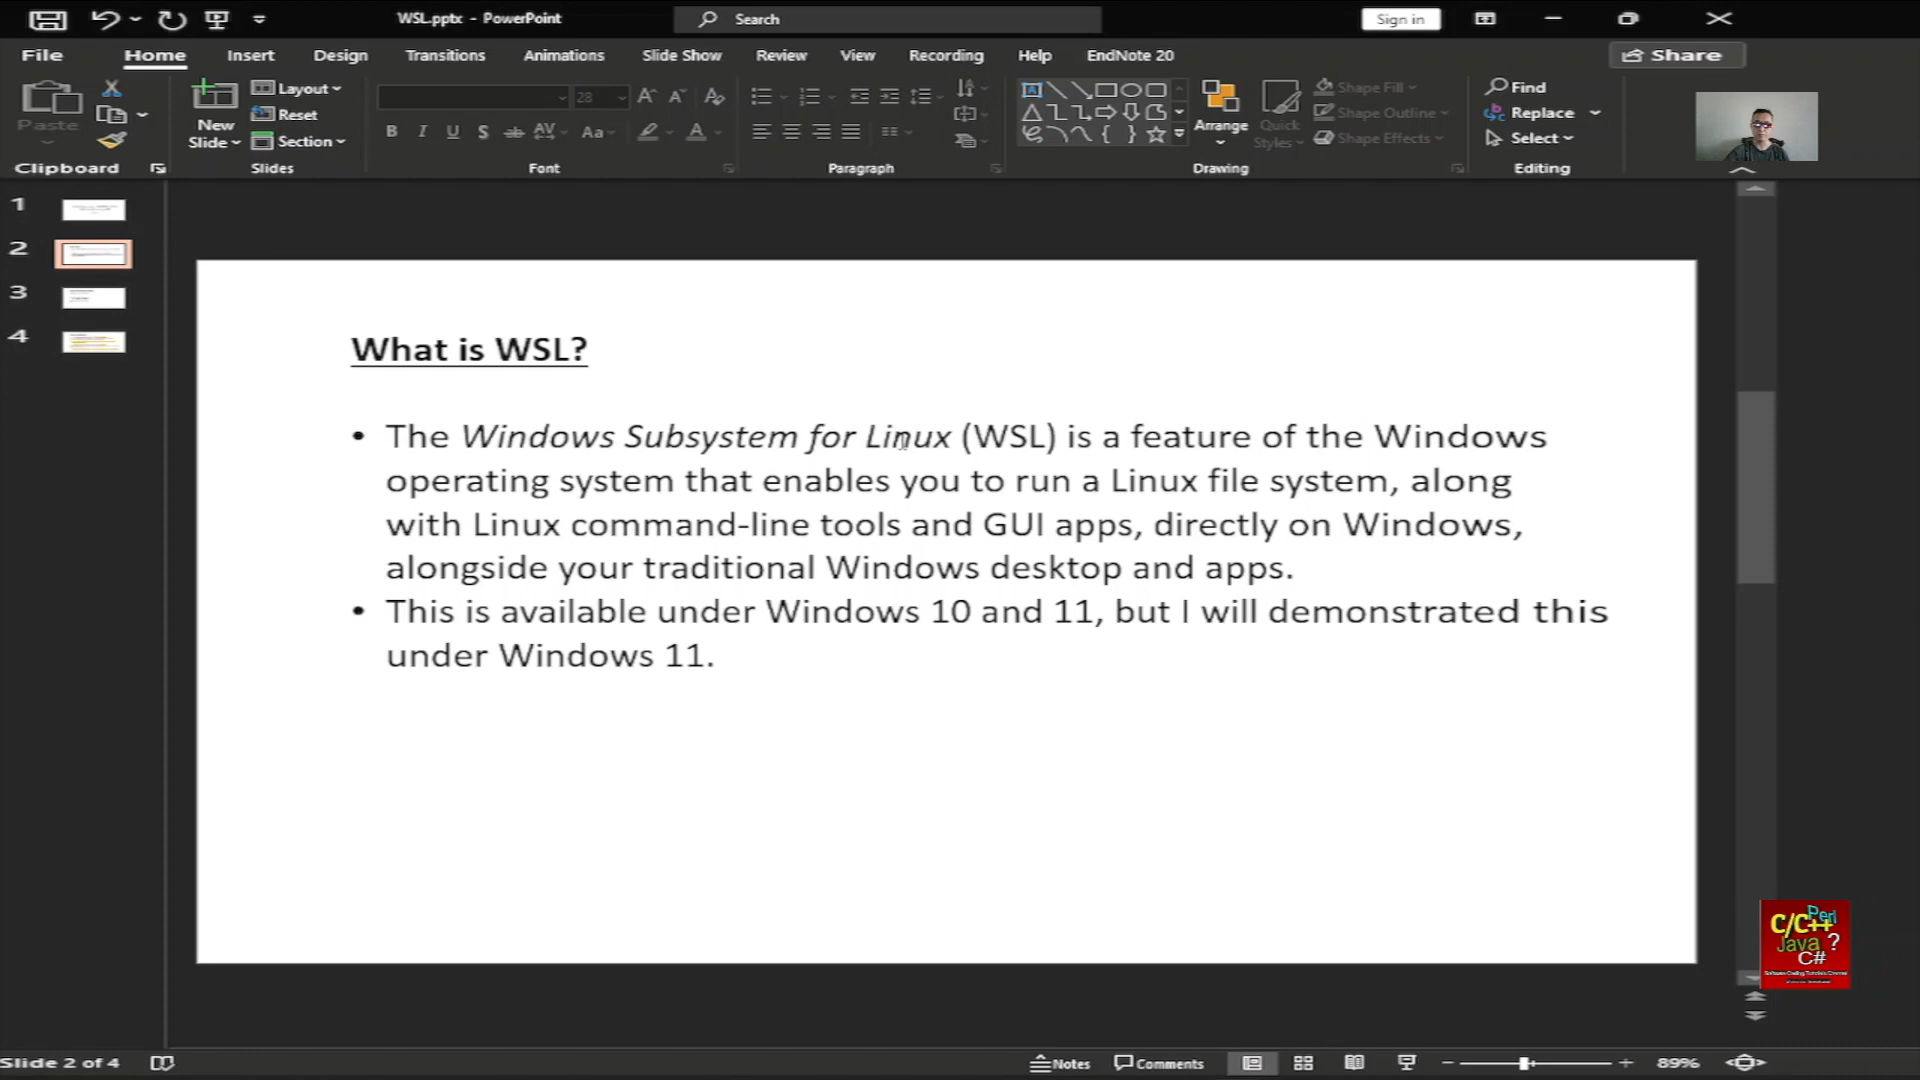 WSL.pptx - PowerPoint
Search
Sign in
File Home Insert Design Transitions Animations Slide Show Review View Recording Help EndNote 20 Share
Paste
New Slide
Layout
Reset
Section
28
Arrange
Quick Styles
Shape Fill
Shape Outline
Shape Effects
Find
Replace
Select
Clipboard Slides Font Paragraph Drawing Editing
1
2
3
4
What is WSL?
• The Windows Subsystem for Linux (WSL) is a feature of the Windows
operating system that enables you to run a Linux file system, along
with Linux command-line tools and GUI apps, directly on Windows,
alongside your traditional Windows desktop and apps.
• This is available under Windows 10 and 11, but I will demonstrated this
under Windows 11.
C/C++ Perl
Java ?
C#
Slide 2 of 4 Notes Comments 89%